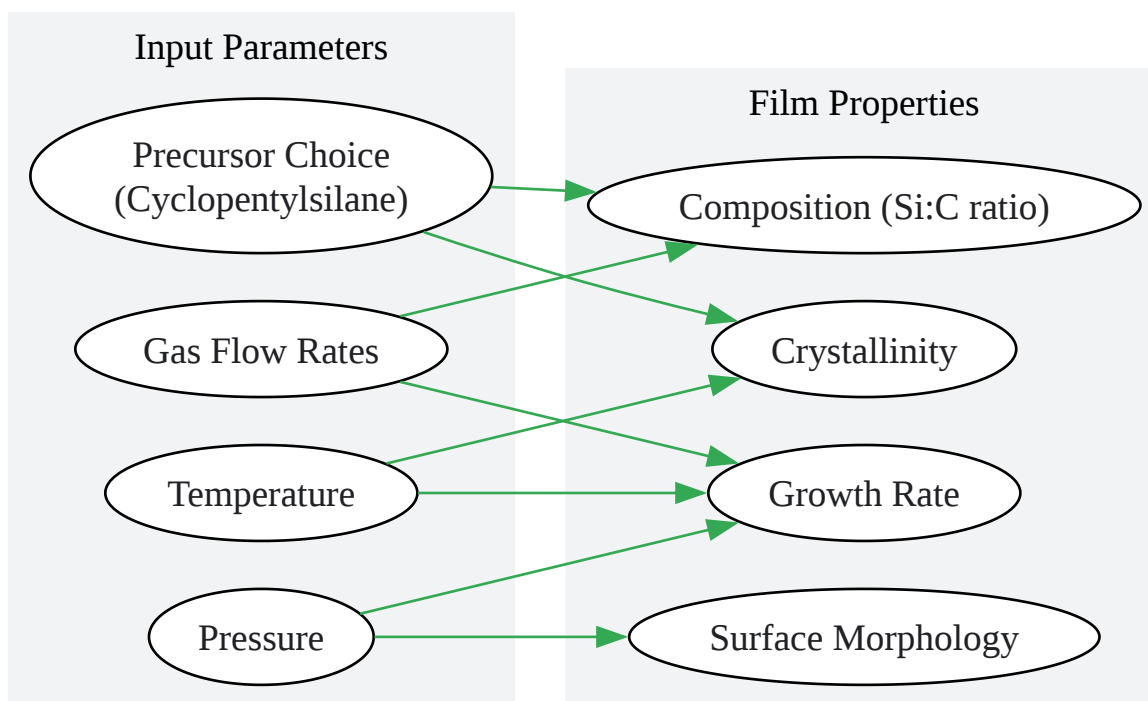 Input Parameters
Precursor Choice
(Cyclopentylsilane)
Gas Flow Rates
Temperature
Pressure
Film Properties
Composition (Si:C ratio)
Crystallinity
Growth Rate
Surface Morphology